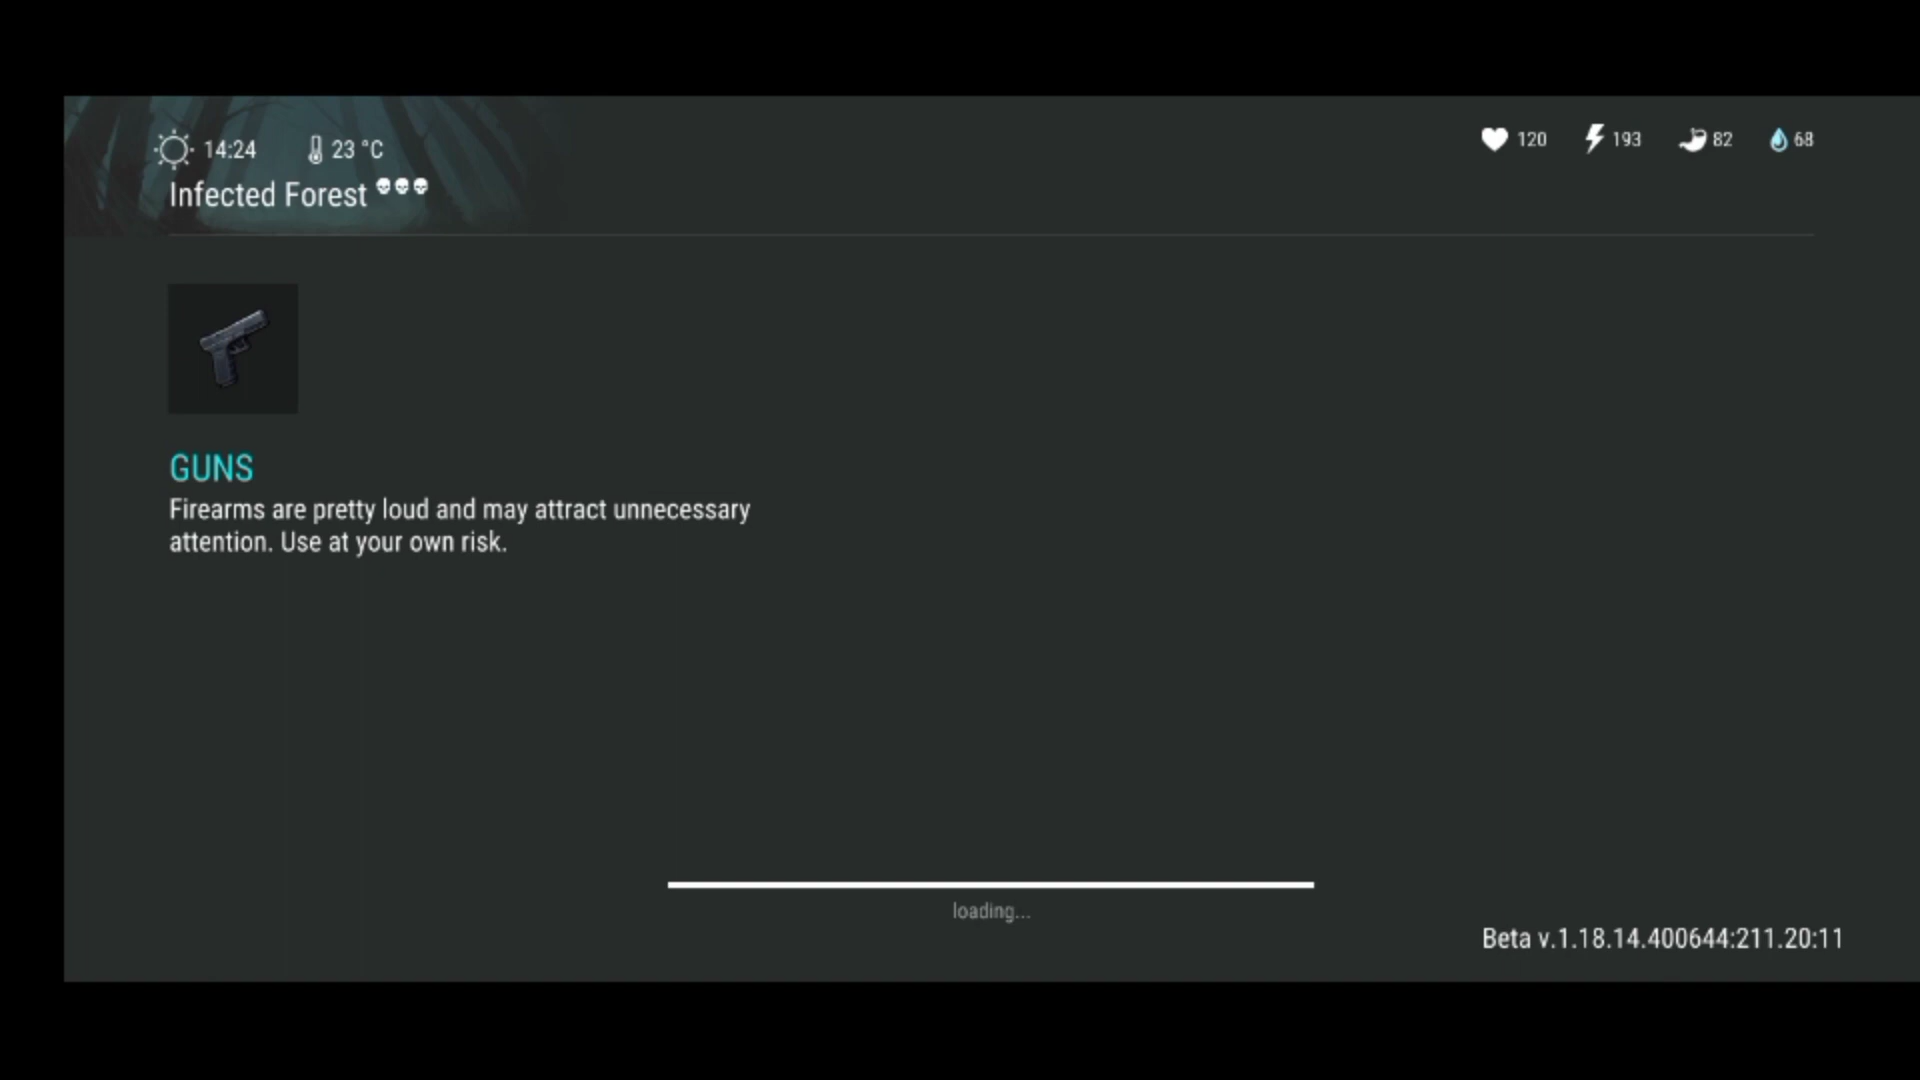 14:24 23 °C
120 193 82 68
Infected Forest
GUNS
Firearms are pretty loud and may attract unnecessary
attention. Use at your own risk.
loading...
Beta v.1.18.14.400644:211.20:11